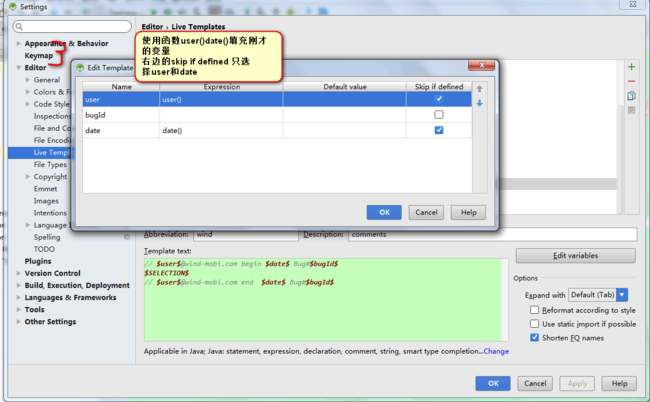 Settings
Editor › Live Templates
使用函数user()date()填充刚才
的变量
右边的skip if defined 只选
择user和date
3
Appearance & Behavior
Keymap
Editor
General
Colors & F
Code Style
Inspections
File and Co
File Encodin
Live Templ
File Types
Copyright
Emmet
Images
Intentions
Language I
Spelling
TODO
Plugins
Version Control
Build, Execution, Deployment
Languages & Frameworks
Tools
Other Settings
Edit Template
Name Expression Default value Skip if defined
user user()
bugId
date date()
OK Cancel Help
Abbreviation: wind Description: comments
Template text:
// $user$@wind-mobi.com begin $date$ Bug#$bugId$
$SELECTION$
// $user$@wind-mobi.com end $date$ Bug#$bugId$
Edit variables
Options
Expand with Default (Tab)
Reformat according to style
Use static import if possible
Shorten FQ names
Applicable in Java; Java: statement, expression, declaration, comment, string, smart type completion...Change
OK Cancel Apply Help